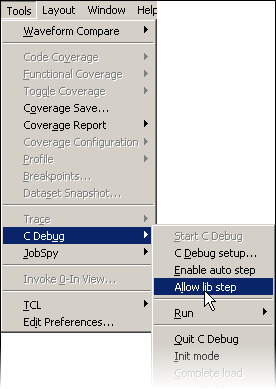 Tools Layout Window Help
Waveform Compare
Code Coverage
Functional Coverage
Toggle Coverage
Coverage Save...
Coverage Report
Coverage Configuration
Profile
Breakpoints...
Dataset Snapshot...
Trace
C Debug
JobSpy
Invoke 0-In View...
TCL
Edit Preferences...
Start C Debug
C Debug setup...
Enable auto step
Allow lib step
Run
Quit C Debug
Init mode
Complete load